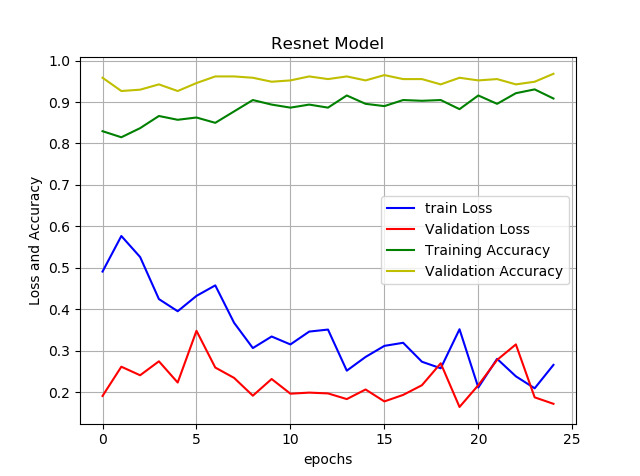 Resnet Model
Loss and Accuracy
1.0
0.9
0.8
0.7
0.6
0.5
0.4
0.3
0.2
train Loss
Validation Loss
Training Accuracy
Validation Accuracy
0 5 10 15 20 25
epochs